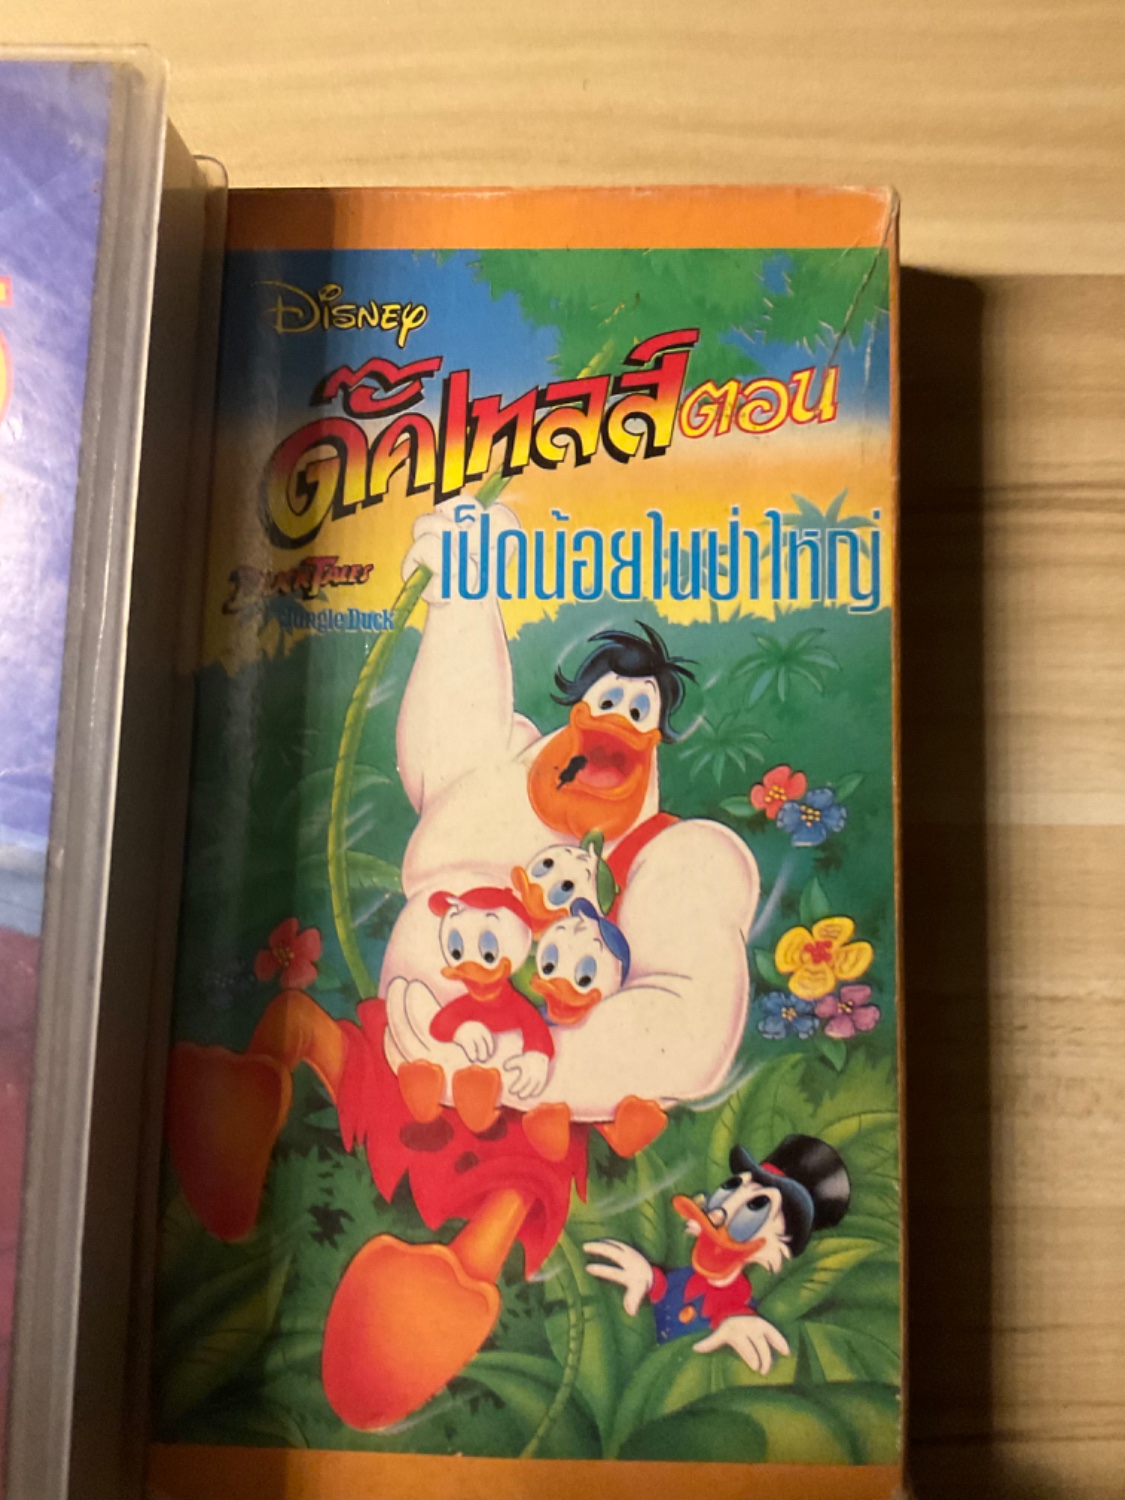 DISNEY
ดั๊คเทลส์ ตอน
เป็ดน้อยในป่าใหญ่
DUCKTALES
Jungle Duck